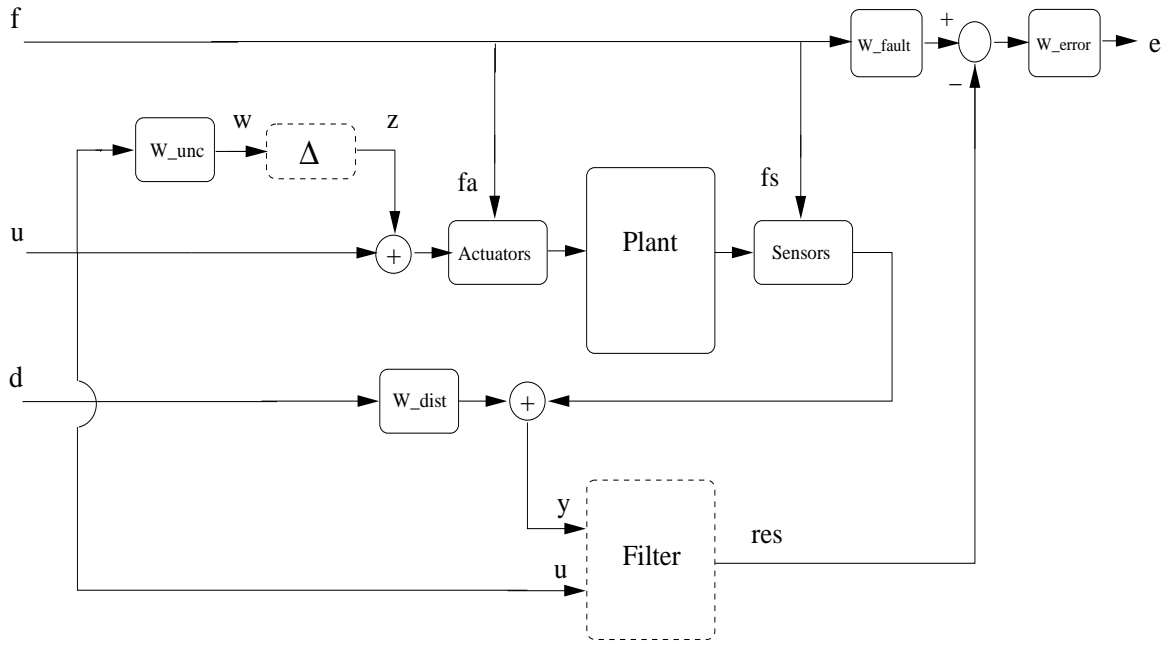 f
W_fault
+
−
W_error
e
w
z
W_unc
Δ
fa
fs
u
+
Actuators
Plant
Sensors
d
W_dist
+
y
u
Filter
res